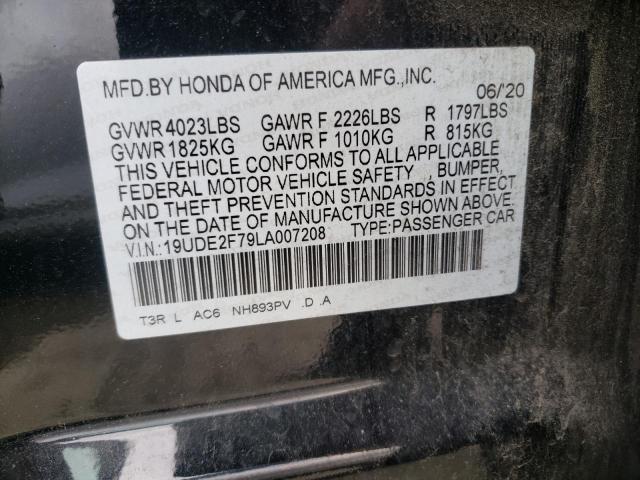 MFD.BY HONDA OF AMERICA MFG.,INC. 06/'20
GVWR 4023LBS GAWR F 2226LBS R 1797LBS
GVWR 1825KG GAWR F 1010KG R 815KG
THIS VEHICLE CONFORMS TO ALL APPLICABLE
FEDERAL MOTOR VEHICLE SAFETY , BUMPER,
AND THEFT PREVENTION STANDARDS IN EFFECT
ON THE DATE OF MANUFACTURE SHOWN ABOVE.
V.I.N.: 19UDE2F79LA007208 TYPE:PASSENGER CAR
T3R L AC6 NH893PV .D .A